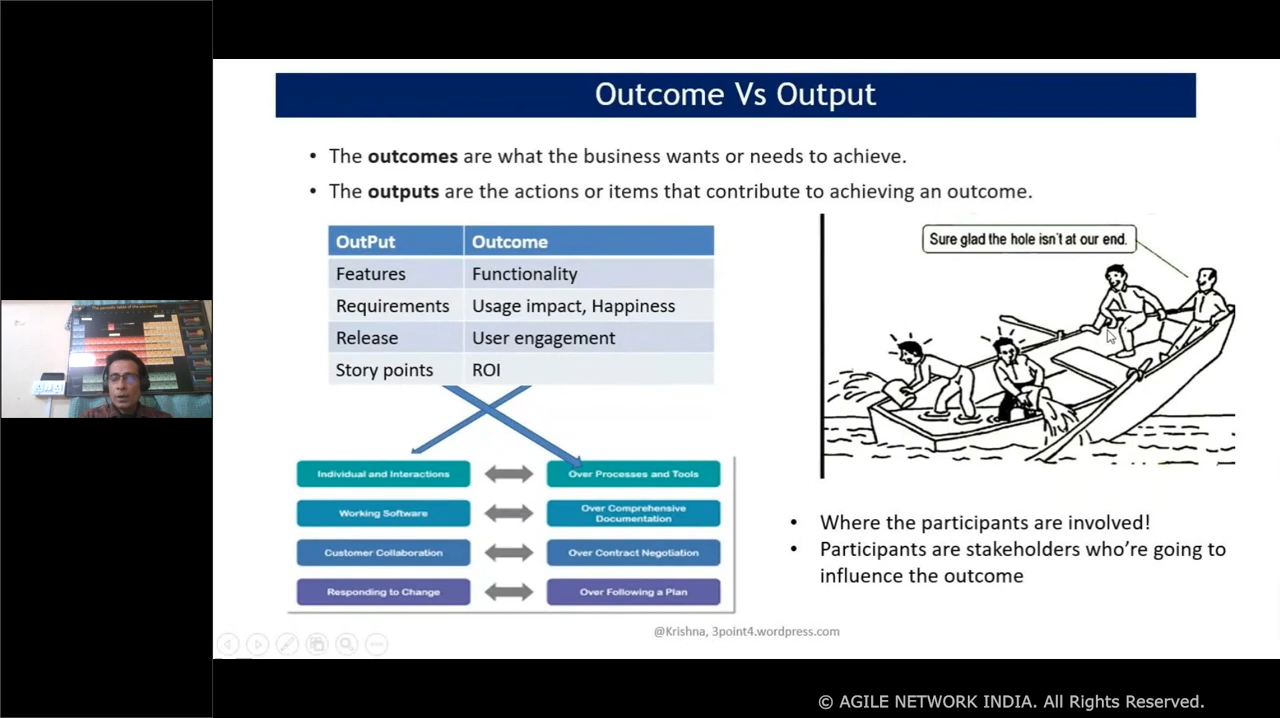 Outcome Vs Output
• The outcomes are what the business wants or needs to achieve.
• The outputs are the actions or items that contribute to achieving an outcome.
OutPut Outcome
Features Functionality
Requirements Usage impact, Happiness
Release User engagement
Story points ROI
Sure glad the hole isn't at our end.
Individual and Interactions Over Processes and Tools
Working Software Over Comprehensive
Documentation
Customer Collaboration Over Contract Negotiation
Responding to Change Over Following a Plan
• Where the participants are involved!
• Participants are stakeholders who're going to
influence the outcome
@Krishna, 3point4.wordpress.com
© AGILE NETWORK INDIA. All Rights Reserved.